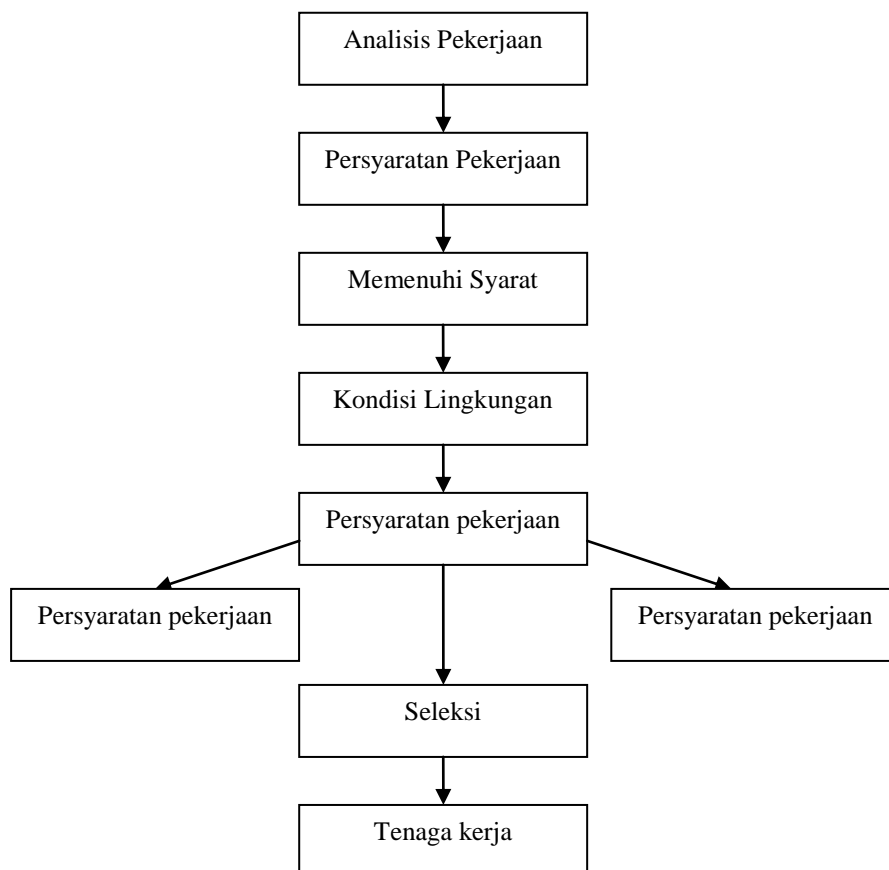 Analisis Pekerjaan
Persyaratan Pekerjaan
Memenuhi Syarat
Kondisi Lingkungan
Persyaratan pekerjaan
Persyaratan pekerjaan
Persyaratan pekerjaan
Seleksi
Tenaga kerja